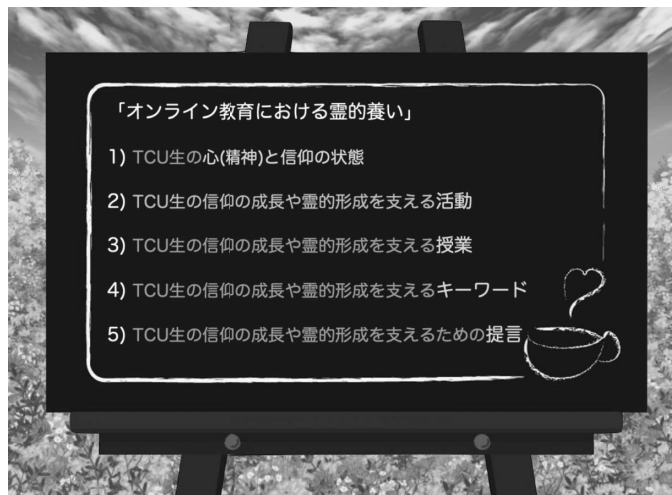 「オンライン教育における霊的養い」
1) TCU生の心(精神)と信仰の状態
2) TCU生の信仰の成長や霊的形成を支える活動
3) TCU生の信仰の成長や霊的形成を支える授業
4) TCU生の信仰の成長や霊的形成を支えるキーワード
5) TCU生の信仰の成長や霊的形成を支えるための提言